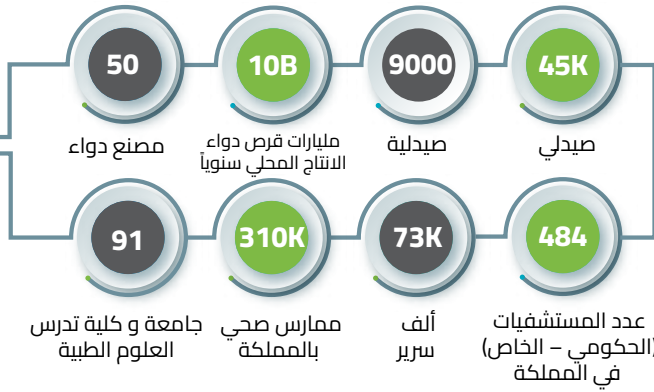 45K
صيدلي
9000
صيدلية
10B
مليارات قرص دواء
الانتاج المحلي سنوياً
50
مصنع دواء
484
عدد المستشفيات
(الحكومي – الخاص)
في المملكة
73K
ألف
سرير
310K
ممارس صحي
بالمملكة
91
جامعة و كلية تدرس
العلوم الطبية